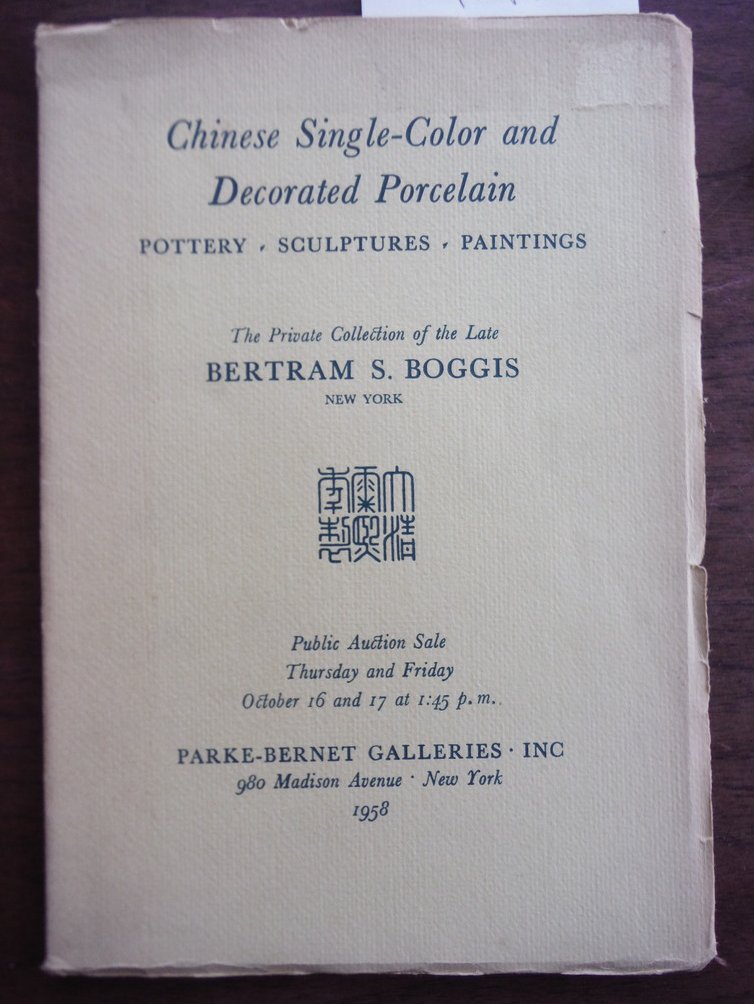 Chinese Single-Color and
Decorated Porcelain
POTTERY · SCULPTURES · PAINTINGS
The Private Collection of the Late
BERTRAM S. BOGGIS
NEW YORK
大清
康熙
年製
Public Auction Sale
Thursday and Friday
October 16 and 17 at 1:45 p.m.
PARKE-BERNET GALLERIES · INC
980 Madison Avenue · New York
1958